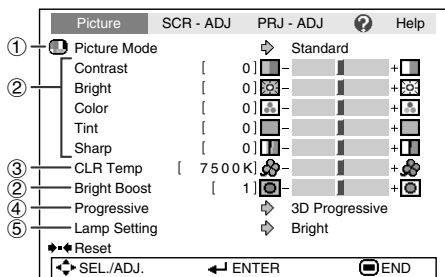 Picture SCR - ADJ PRJ - ADJ ? Help
① Picture Mode Standard
② Contrast [ 0] - +
Bright [ 0] - +
Color [ 0] - +
Tint [ 0] - +
Sharp [ 0] - +
③ CLR Temp [ 7500K] - +
② Bright Boost [ 1] - +
④ Progressive 3D Progressive
⑤ Lamp Setting Bright
Reset
SEL./ADJ. ENTER END